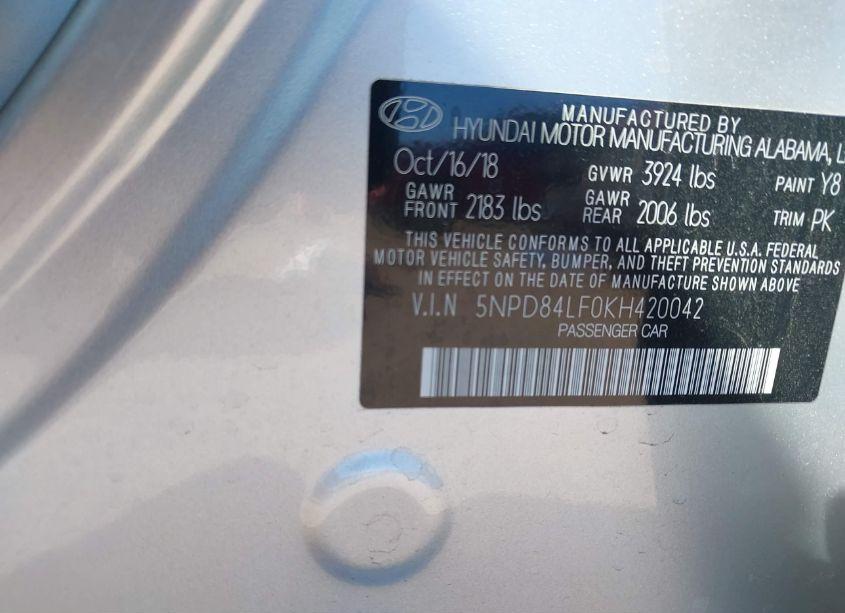 MANUFACTURED BY
HYUNDAI MOTOR MANUFACTURING ALABAMA,
Oct/16/18 GVWR 3924 lbs PAINT Y8
GAWR FRONT 2183 lbs GAWR REAR 2006 lbs TRIM PK
THIS VEHICLE CONFORMS TO ALL APPLICABLE U.S.A. FEDERAL
MOTOR VEHICLE SAFETY, BUMPER, AND THEFT PREVENTION STANDARDS
IN EFFECT ON THE DATE OF MANUFACTURE SHOWN ABOVE
V.I.N 5NPD84LF0KH420042
PASSENGER CAR